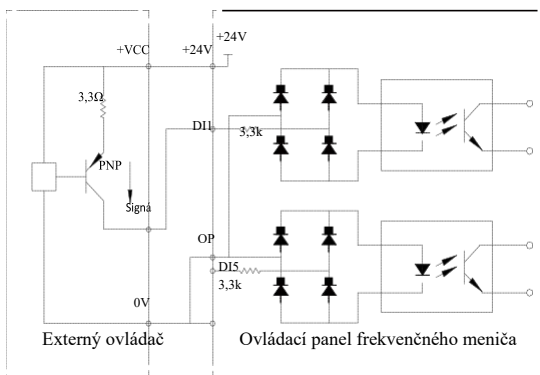 +24V
+VCC
+24V
3,3Ω
DI1
3,3k
PNP
Signá
OP
DI5
3,3k
0V
Externý ovládač
Ovládací panel frekvenčného meniča